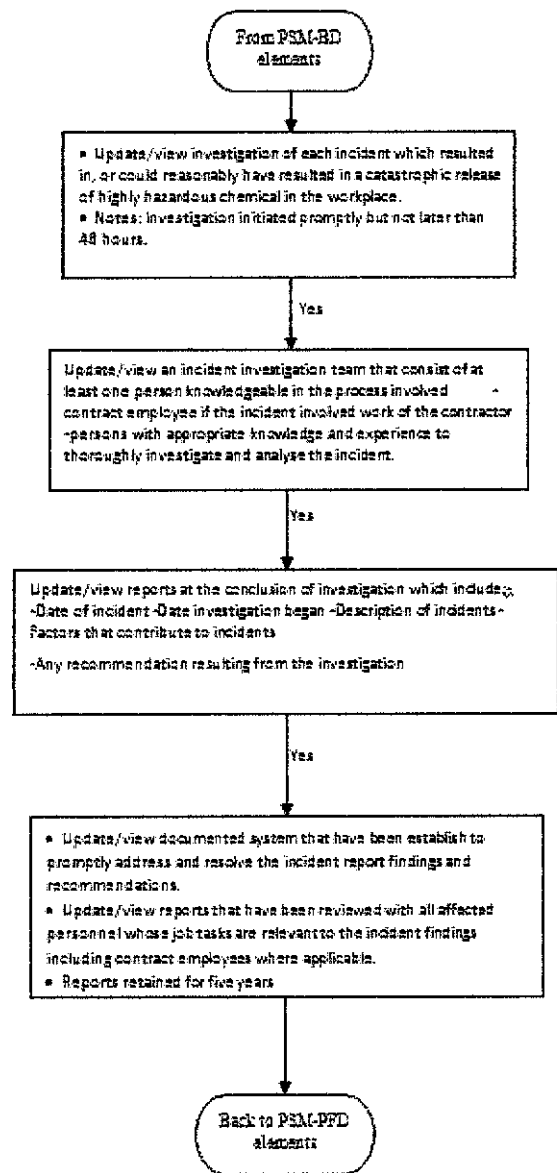 From PSM-BD
elements
• Update/view investigation of each incident which resulted
in, or could reasonably have resulted in a catastrophic release
of highly hazardous chemical in the workplace.
• Notes: Investigation initiated promptly but not later than
48 hours.
Yes
Update/view an incident investigation team that consist of at
least one person knowledgeable in the process involved -
contract employee if the incident involved work of the contractor
-persons with appropriate knowledge and experience to
thoroughly investigate and analyse the incident.
Yes
Update/view reports at the conclusion of investigation which include;
-Date of incident -Date investigation began -Description of incidents-
Factors that contribute to incidents
-Any recommendation resulting from the investigation
Yes
• Update/view documented system that have been establish to
promptly address and resolve the incident report findings and
recommendations.
• Update/view reports that have been reviewed with all affected
personnel whose job tasks are relevant to the incident findings
including contract employees where applicable.
• Reports retained for five years
Back to PSM-PFD
elements